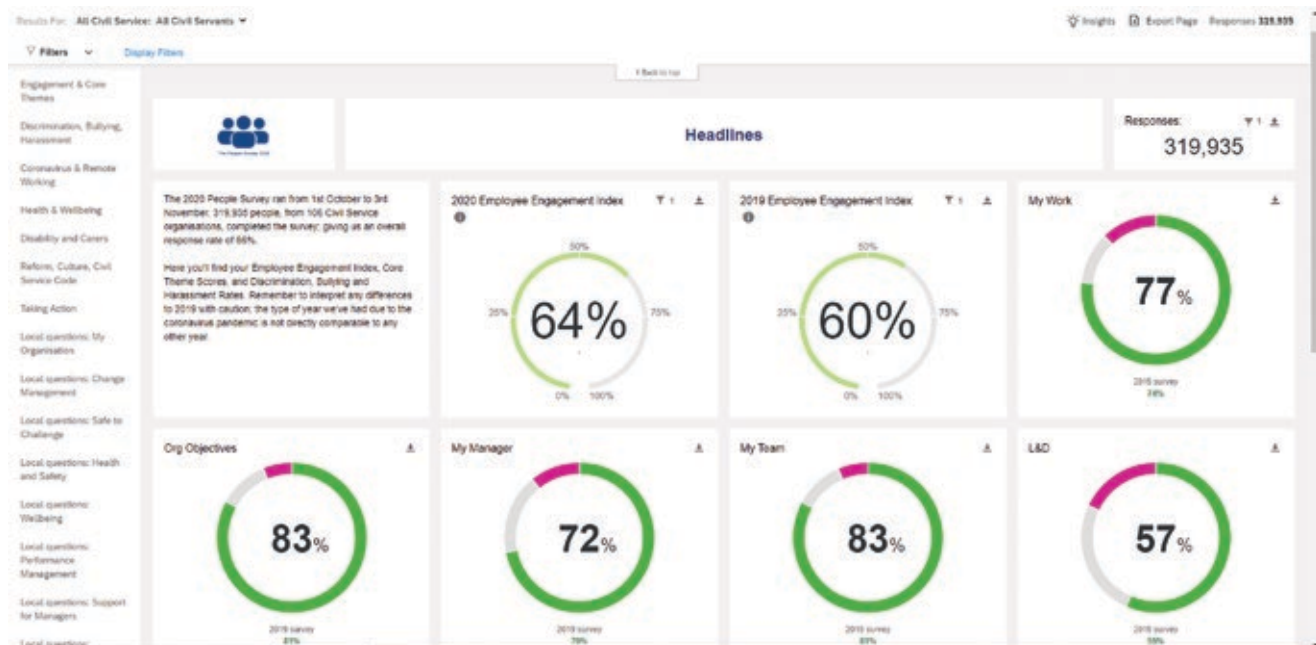 Results For: All Civil Service: All Civil Servants
Insights
Export Page
Responses 319,935
Filters
Display Filters
Back to top
Engagement & Core
Themes
Discrimination, Bullying,
Harassment
Coronavirus & Remote
Working
Health & Wellbeing
Disability and Carers
Reform, Culture, Civil
Service Code
Taking Action
Local questions: My
Organisation
Local questions: Change
Management
Local questions: Safe to
Challenge
Local questions: Health
and Safety
Local questions:
Wellbeing
Local questions:
Performance
Management
Local questions: Support
for Managers
Local questions:
The People Survey 2020
Headlines
Responses:
1
319,935
The 2020 People Survey ran from 1st October to 3rd
November. 319,935 people, from 106 Civil Service
organisations, completed the survey; giving us an overall
response rate of 66%.
Here you'll find your Employee Engagement Index, Core
Theme Scores, and Discrimination, Bullying and
Harassment Rates. Remember to interpret any differences
to 2019 with caution; the type of year we've had due to the
coronavirus pandemic is not directly comparable to any
other year.
2020 Employee Engagement Index
1
50%
25%
64%
75%
0%
100%
2019 Employee Engagement Index
1
50%
25%
60%
75%
0%
100%
My Work
77%
2019 survey
Org Objectives
83%
2019 survey
My Manager
72%
2019 survey
My Team
83%
2019 survey
L&D
57%
2019 survey